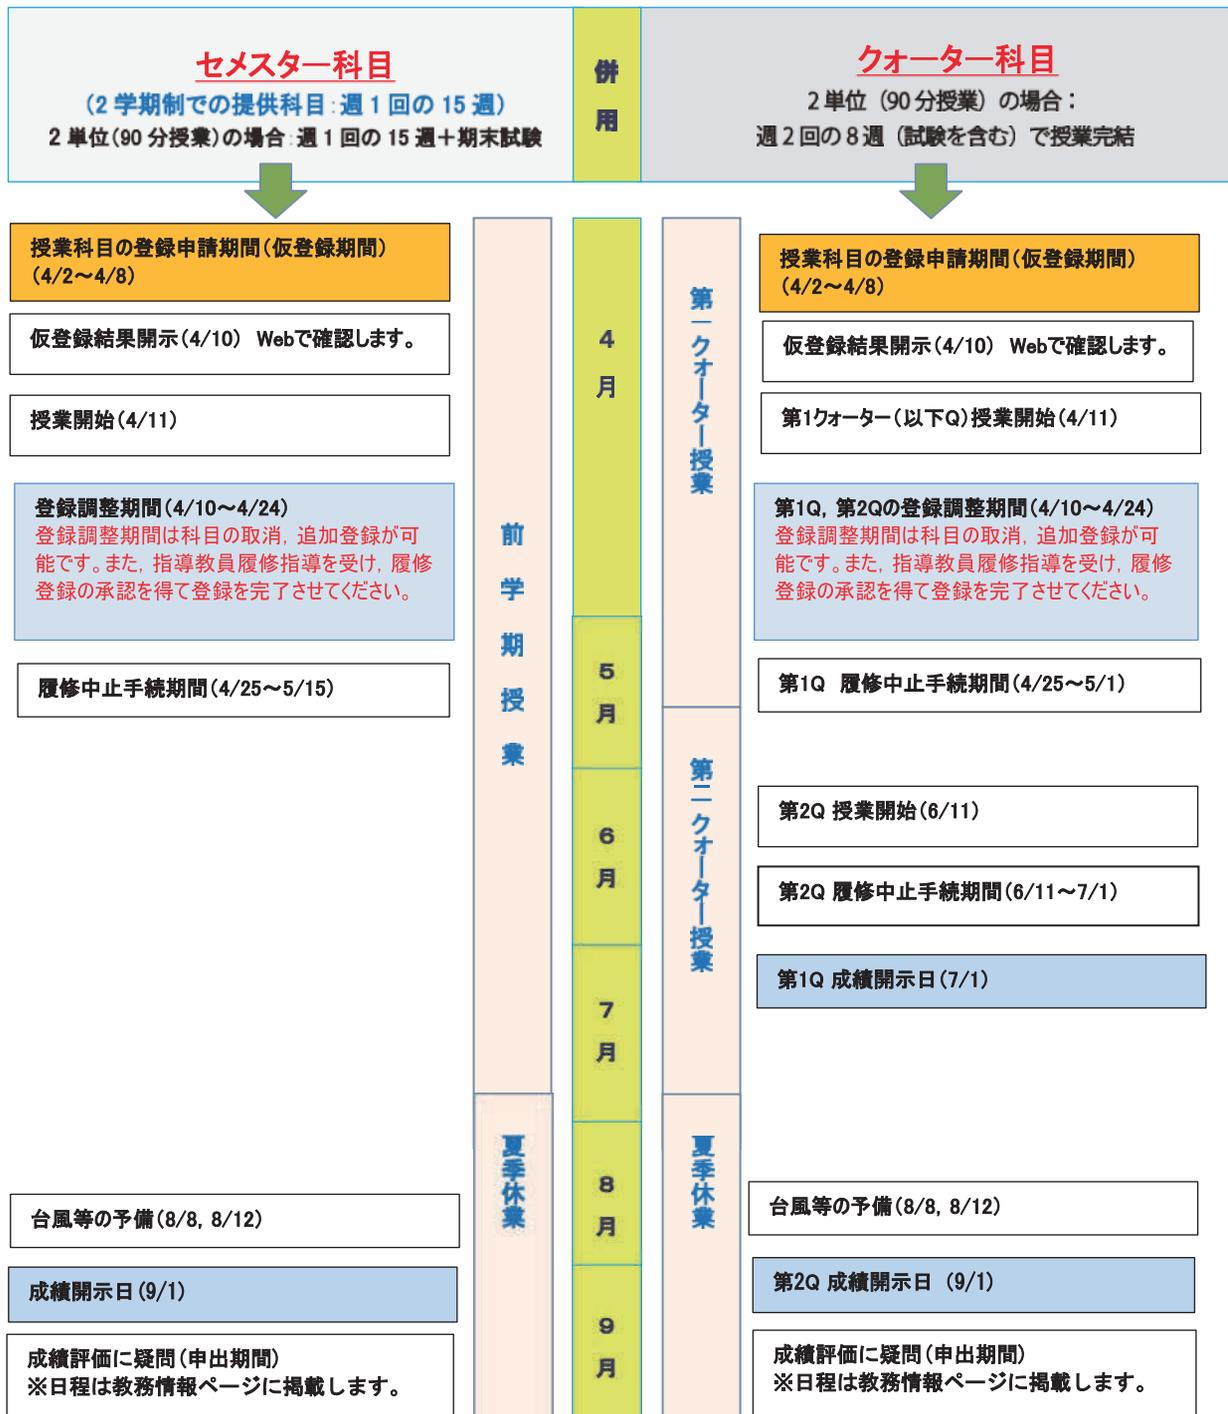 セメスター科目
(2学期制での提供科目:週1回の15週)
2単位(90分授業)の場合:週1回の15週+期末試験
併用
クォーター科目
2単位（90分授業）の場合：
週2回の8週（試験を含む）で授業完結
授業科目の登録申請期間(仮登録期間)
(4/2～4/8)
仮登録結果開示(4/10)　Webで確認します。
授業開始(4/11)
登録調整期間(4/10～4/24)
登録調整期間は科目の取消，追加登録が可
能です。また，指導教員履修指導を受け，履修
登録の承認を得て登録を完了させてください。
履修中止手続期間(4/25～5/15)
台風等の予備(8/8, 8/12)
成績開示日(9/1)
成績評価に疑問(申出期間)
※日程は教務情報ページに掲載します。
前学期授業
夏季休業
4月
5月
6月
7月
8月
9月
第一クォーター授業
第二クォーター授業
夏季休業
授業科目の登録申請期間(仮登録期間)
(4/2～4/8)
仮登録結果開示(4/10)　Webで確認します。
第1クォーター(以下Q)授業開始(4/11)
第1Q，第2Qの登録調整期間(4/10～4/24)
登録調整期間は科目の取消，追加登録が可
能です。また，指導教員履修指導を受け，履修
登録の承認を得て登録を完了させてください。
第1Q　履修中止手続期間(4/25～5/1)
第2Q 授業開始(6/11)
第2Q 履修中止手続期間(6/11～7/1)
第1Q 成績開示日(7/1)
台風等の予備(8/8, 8/12)
第2Q 成績開示日 (9/1)
成績評価に疑問(申出期間)
※日程は教務情報ページに掲載します。